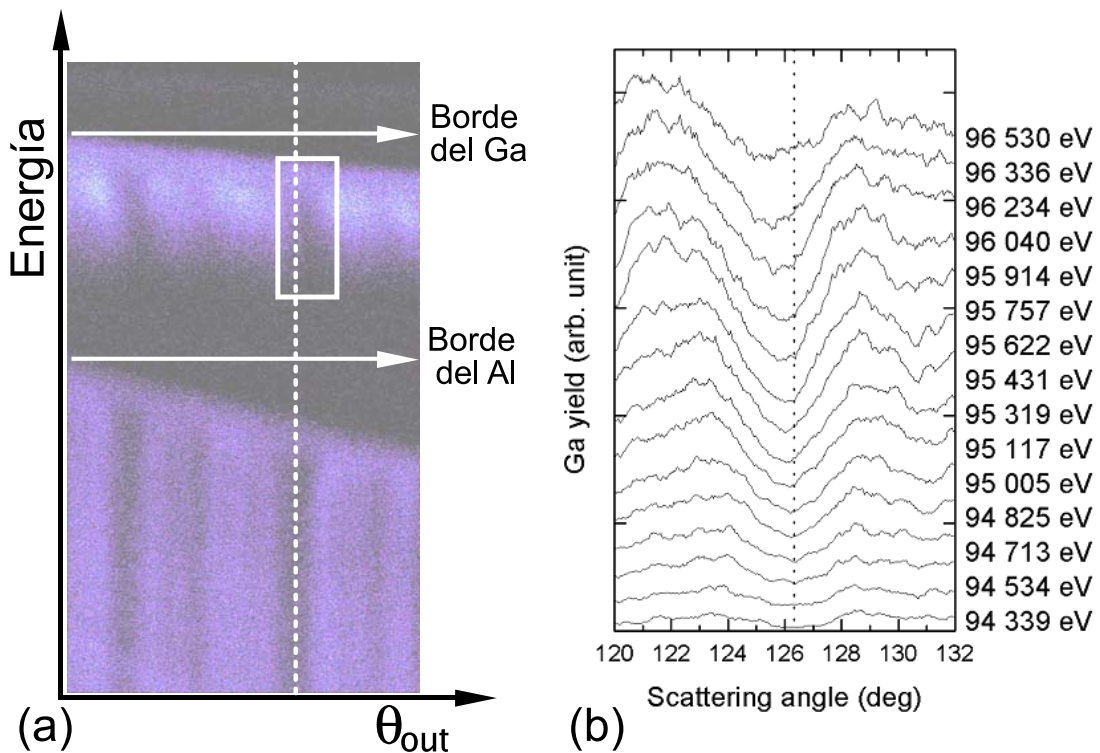 Energía
Borde
del Ga
Borde
del Al
(a)
θout
Ga yield (arb. unit)
96 530 eV
96 336 eV
96 234 eV
96 040 eV
95 914 eV
95 757 eV
95 622 eV
95 431 eV
95 319 eV
95 117 eV
95 005 eV
94 825 eV
94 713 eV
94 534 eV
94 339 eV
120 122 124 126 128 130 132
Scattering angle (deg)
(b)